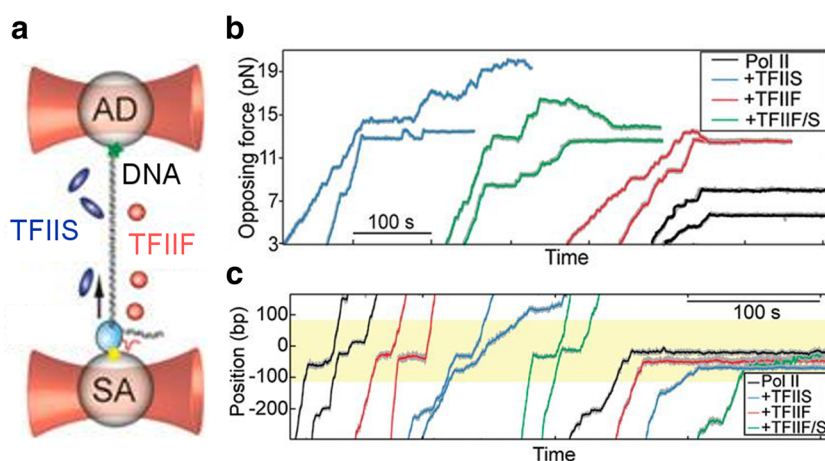 a
AD
DNA
TFIIS
TFIIF
SA
b
Opposing force (pN)
19
15
11
7
3
Pol II
+TFIIS
+TFIIF
+TFIIF/S
100 s
Time
c
Position (bp)
100
0
-100
-200
100 s
Pol II
+TFIIS
+TFIIF
+TFIIF/S
Time